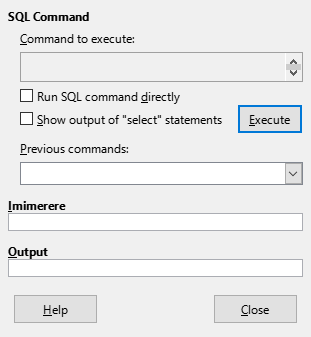 SQL Command
Command to execute:
Run SQL command directly
Show output of "select" statements
Execute
Previous commands:
Imimerere
Output
Help
Close